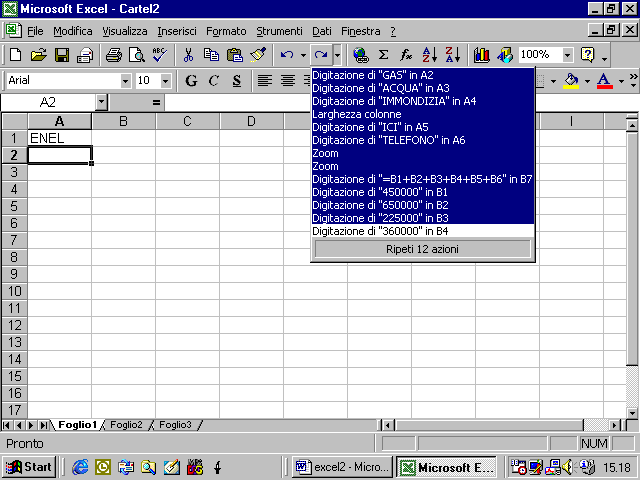 Microsoft Excel - Cartel2
File Modifica Visualizza Inserisci Formato Strumenti Dati Finestra ?
100%
Arial 10 G C S
A2 =
A B C D E I
1 ENEL
2
3
4
5
6
7
8
9
10
11
12
13
14
15
16
17
Digitazione di "GAS" in A2
Digitazione di "ACQUA" in A3
Digitazione di "IMMONDIZIA" in A4
Larghezza colonne
Digitazione di "ICI" in A5
Digitazione di "TELEFONO" in A6
Zoom
Zoom
Digitazione di "=B1+B2+B3+B4+B5+B6" in B7
Digitazione di "450000" in B1
Digitazione di "650000" in B2
Digitazione di "225000" in B3
Digitazione di "360000" in B4
Ripeti 12 azioni
Foglio1 Foglio2 Foglio3
Pronto NUM
Start excel2 - Micro... Microsoft E... 15.18